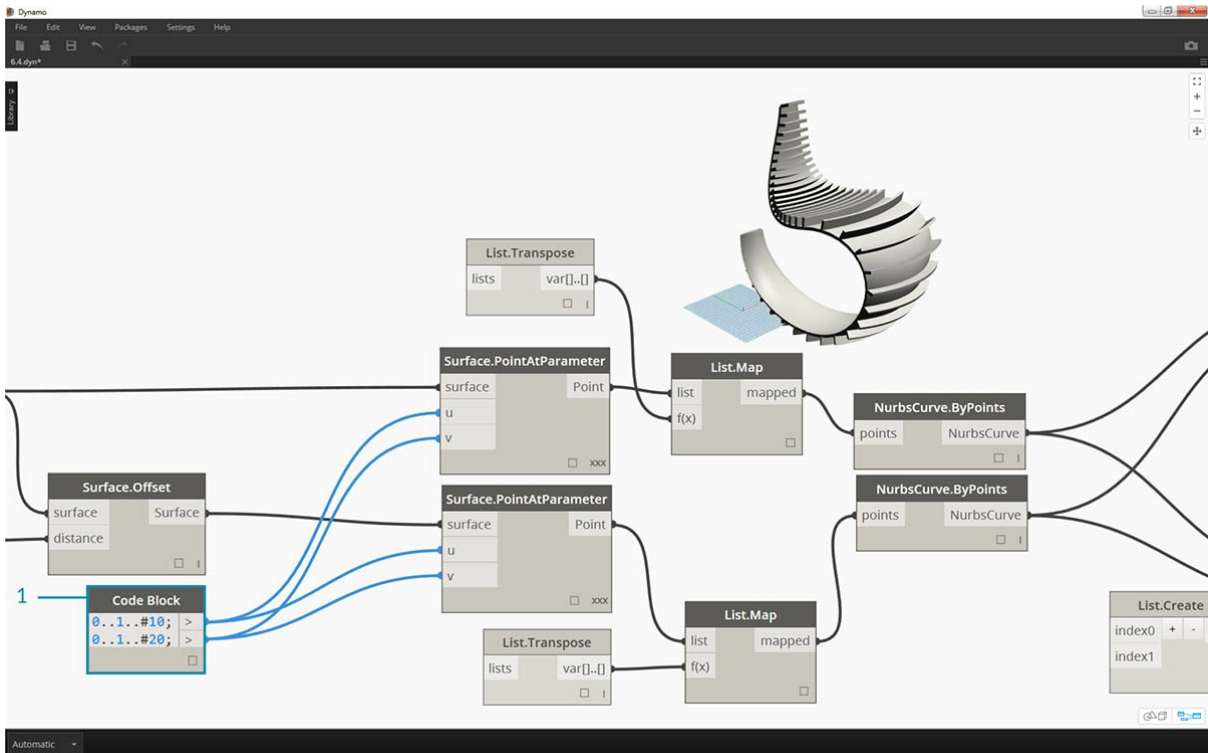 Dynamo
File Edit View Packages Settings Help
6.4.dyn* ×
Library
List.Transpose
lists var[]..[]
I
Surface.PointAtParameter
surface Point
u
v
xxx
List.Map
list mapped
f(x)
NurbsCurve.ByPoints
points NurbsCurve
I
Surface.Offset
surface Surface
distance
I
Surface.PointAtParameter
surface Point
u
v
xxx
NurbsCurve.ByPoints
points NurbsCurve
I
1
Code Block
0..1..#10; >
0..1..#20; >
List.Transpose
lists var[]..[]
I
List.Map
list mapped
f(x)
List.Create
index0 + -
index1
Automatic